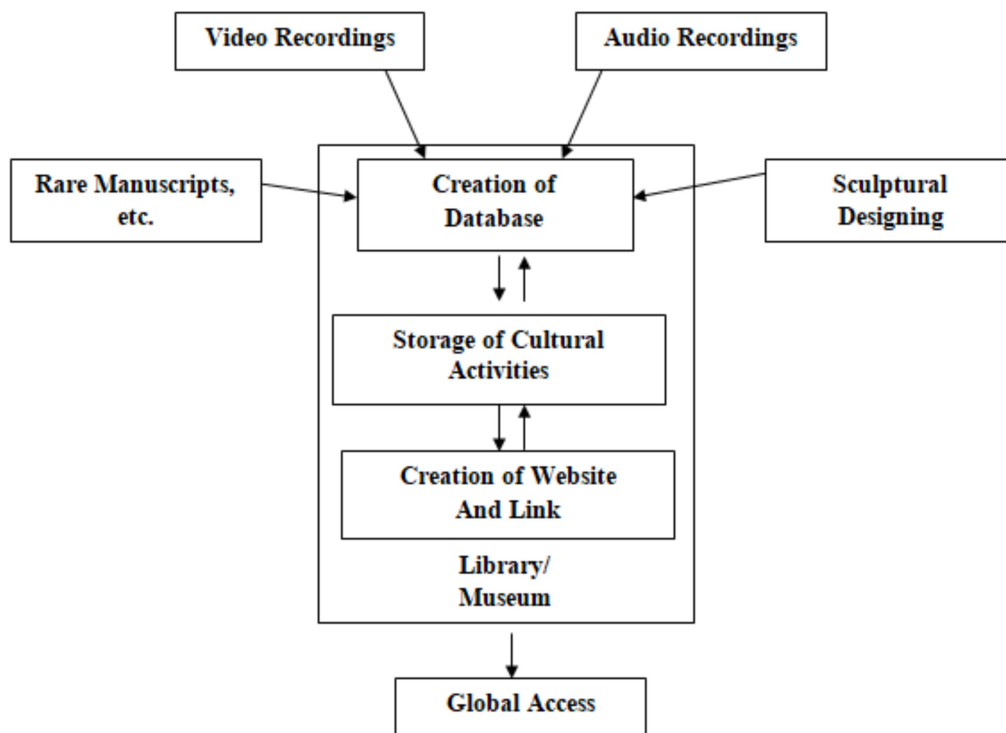 Video Recordings
Audio Recordings
Rare Manuscripts,
etc.
Creation of
Database
Sculptural
Designing
Storage of Cultural
Activities
Creation of Website
And Link
Library/
Museum
Global Access